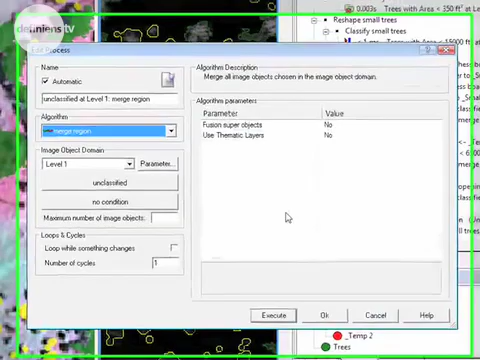 definiens tv
0.003s Trees with Area < 350 ft² at Level
Reshape small trees
Classify small trees
Edit Process
Name
Automatic
unclassified at Level 1: merge region
Algorithm
merge region
Image Object Domain
Level 1
Parameter...
unclassified
no condition
Maximum number of image objects:
Loops & Cycles
Loop while something changes
Number of cycles
1
Algorithm Description
Merge all image objects chosen in the image object domain.
Algorithm parameters
Parameter Value
Fusion super objects No
Use Thematic Layers No
Execute Ok Cancel Help
_Temp 2
Trees